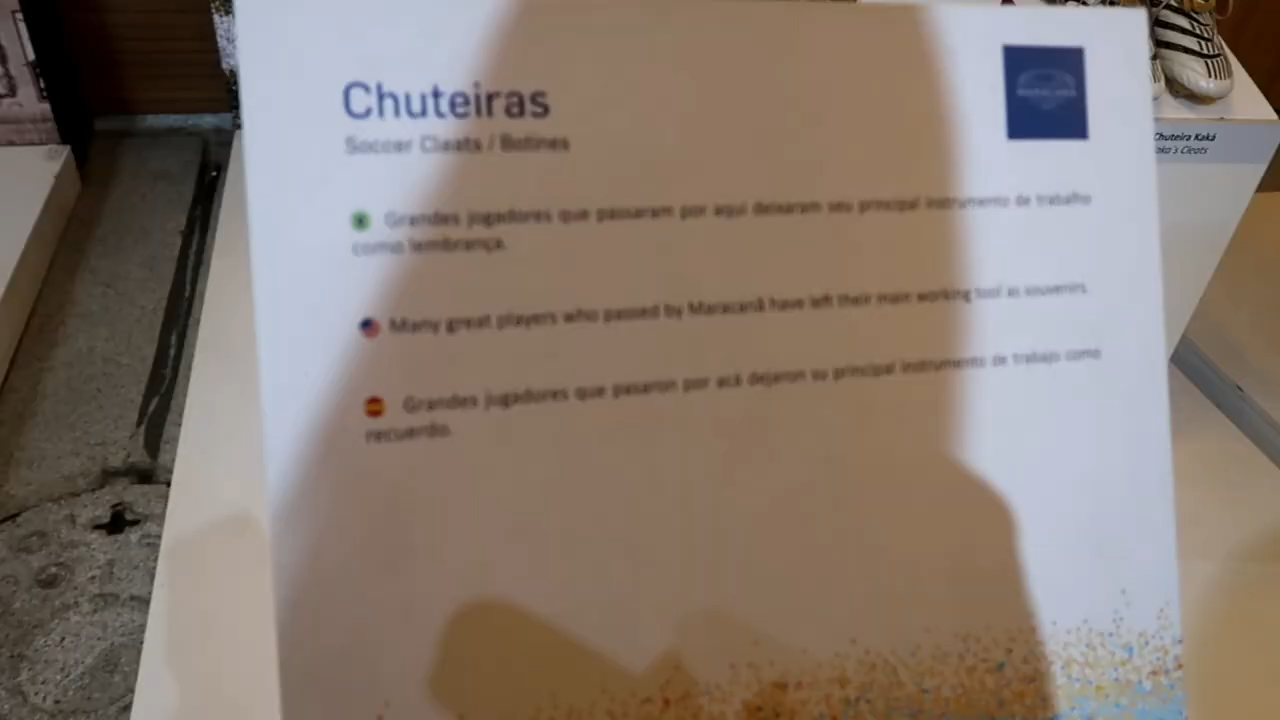 Chuteiras
Soccer Cleats / Botines
Grandes jogadores que passaram por aqui deixaram seu principal instrumento de trabalho
como lembrança.
Many great players who passed by Maracanã have left their main working tool as souvenirs.
Grandes jugadores que pasaron por acá dejaron su principal instrumento de trabajo como
recuerdo.
MARACANÃ
Chuteira Kaká
Kaka's Cleats